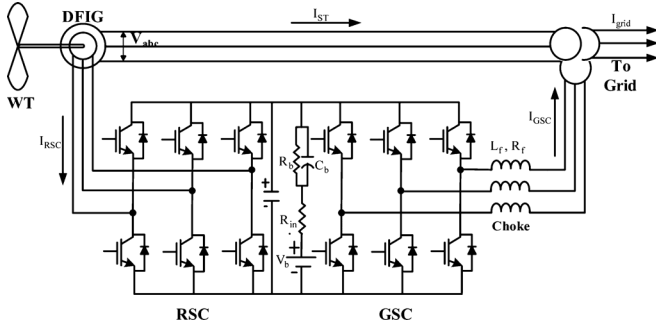 DFIG
I_ST
I_grid
V_abc
To
Grid
WT
I_RSC
I_GSC
R_b
C_b
L_f , R_f
+
-
R_in
+
V_b
-
Choke
RSC
GSC